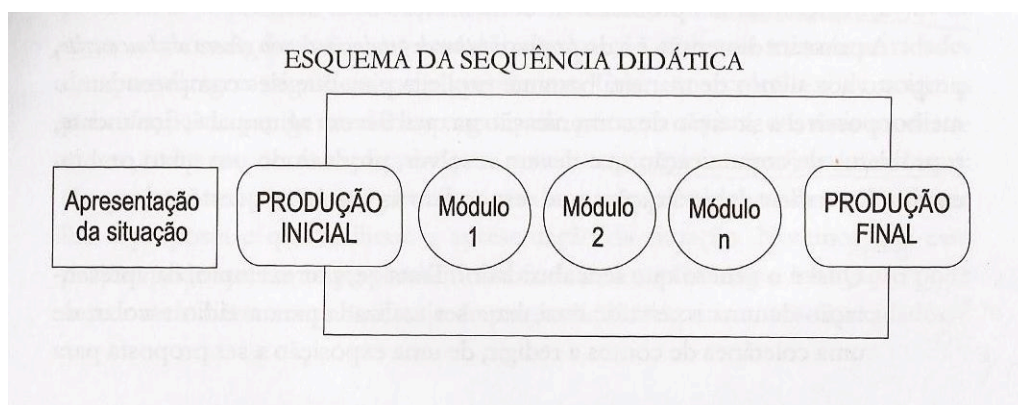 ESQUEMA DA SEQUÊNCIA DIDÁTICA
Apresentação
da situação
PRODUÇÃO
INICIAL
Módulo
1
Módulo
2
Módulo
n
PRODUÇÃO
FINAL